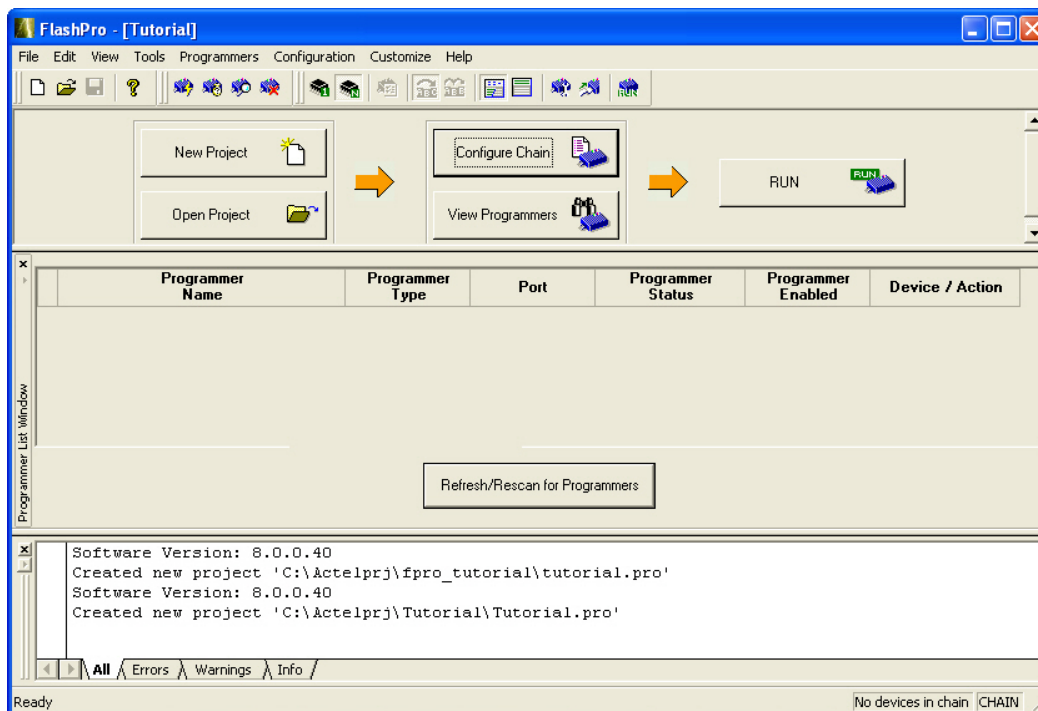 FlashPro - [Tutorial]
File Edit View Tools Programmers Configuration Customize Help
New Project
Configure Chain
RUN
RUN
Open Project
View Programmers
Programmer Name
Programmer Type
Port
Programmer Status
Programmer Enabled
Device / Action
Programmer List Window
Refresh/Rescan for Programmers
Software Version: 8.0.0.40
Created new project 'C:\Actelprj\fpro_tutorial\tutorial.pro'
Software Version: 8.0.0.40
Created new project 'C:\Actelprj\Tutorial\Tutorial.pro'
All Errors Warnings Info
Ready
No devices in chain CHAIN